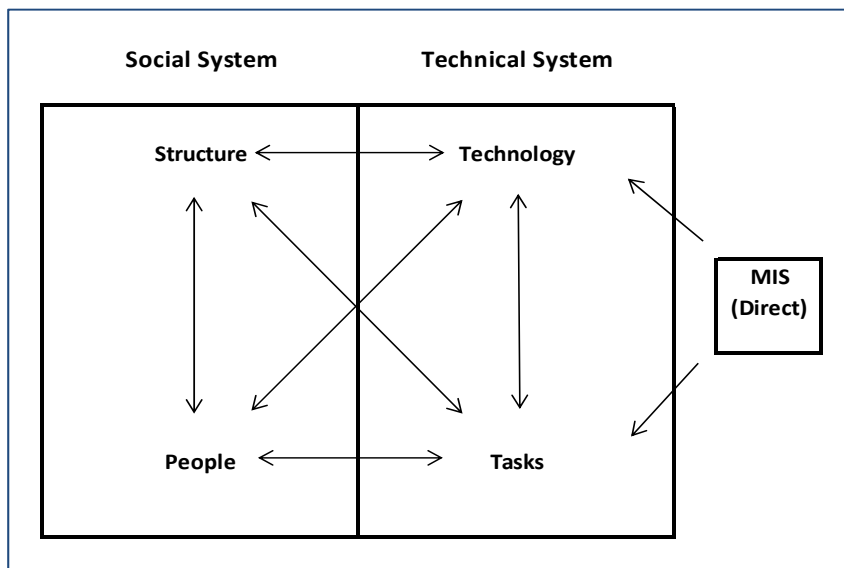 Social System
Technical System
Structure
Technology
MIS
(Direct)
People
Tasks